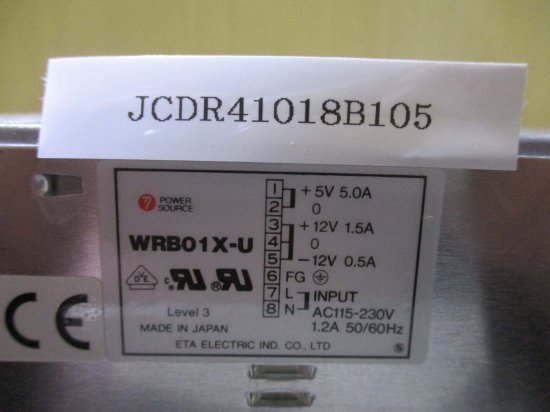 JCDR41018B105
η POWER SOURCE
WRB01X-U
Level 3
MADE IN JAPAN
ETA ELECTRIC IND. CO., LTD
1 +5V 5.0A
2 0
3 +12V 1.5A
4 0
5 -12V 0.5A
6 FG
7 L INPUT
8 N AC115-230V
1.2A 50/60Hz
CE